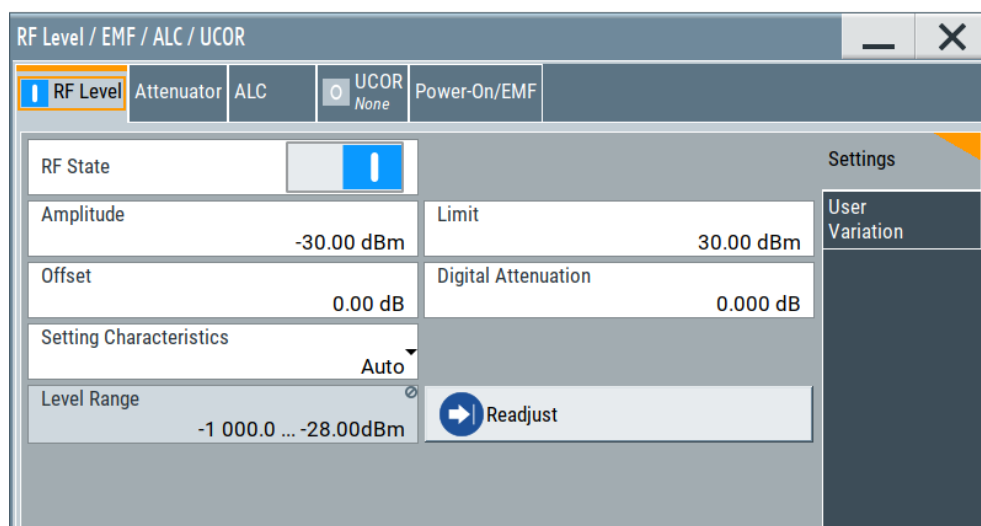 RF Level / EMF / ALC / UCOR
RF Level
Attenuator
ALC
UCOR
None
Power-On/EMF
RF State
Settings
Amplitude
-30.00 dBm
Limit
30.00 dBm
User
Variation
Offset
0.00 dB
Digital Attenuation
0.000 dB
Setting Characteristics
Auto
Level Range
-1 000.0 ... -28.00dBm
Readjust